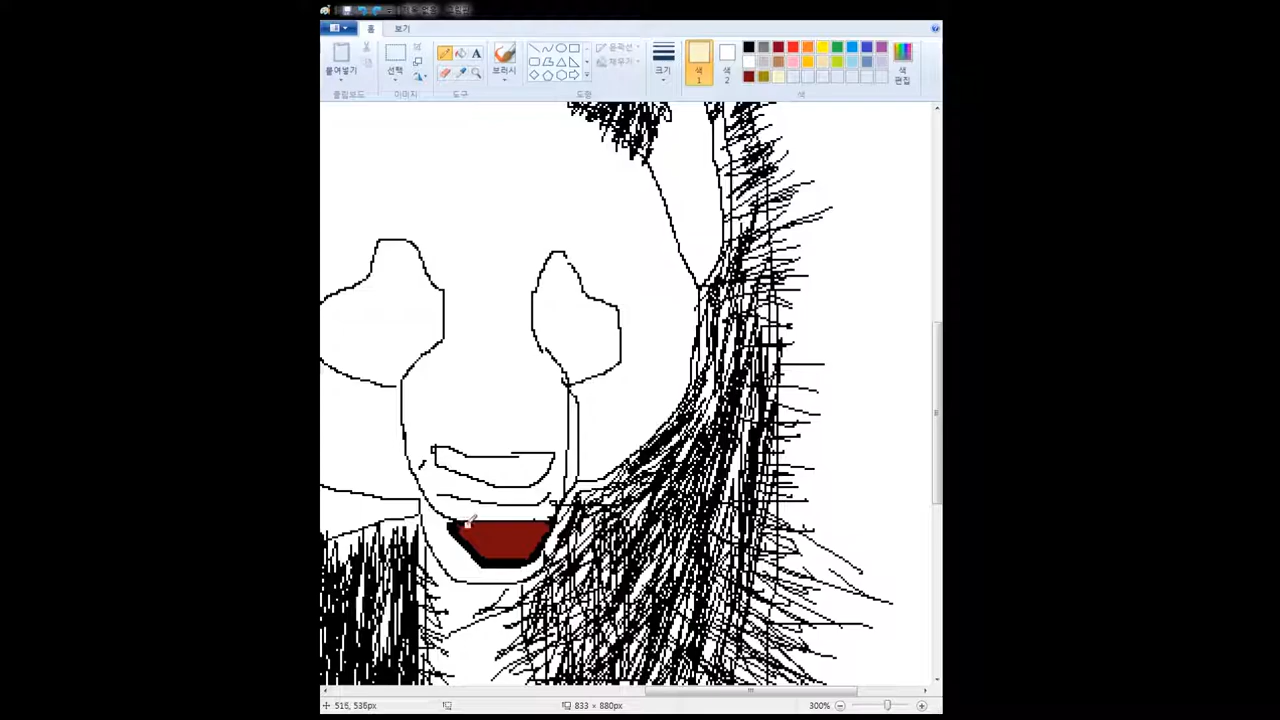 홈 보기
붙여넣기
선택
A
브러시
윤곽선
채우기
크기
색
1
색
2
색
편집
클립보드 이미지 도구 도형 색
515, 535px
833 × 880px
300%